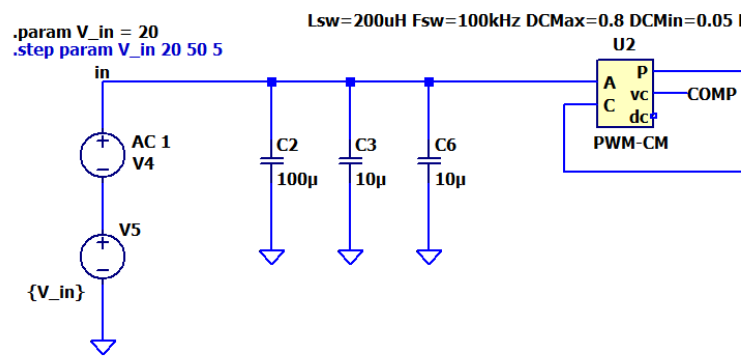 Lsw=200uH Fsw=100kHz DCMax=0.8 DCMin=0.05
.param V_in = 20
.step param V_in 20 50 5
in
U2
A
P
C
vc
COMP
dc
PWM-CM
AC 1
V4
C2
100µ
C3
10µ
C6
10µ
V5
{V_in}